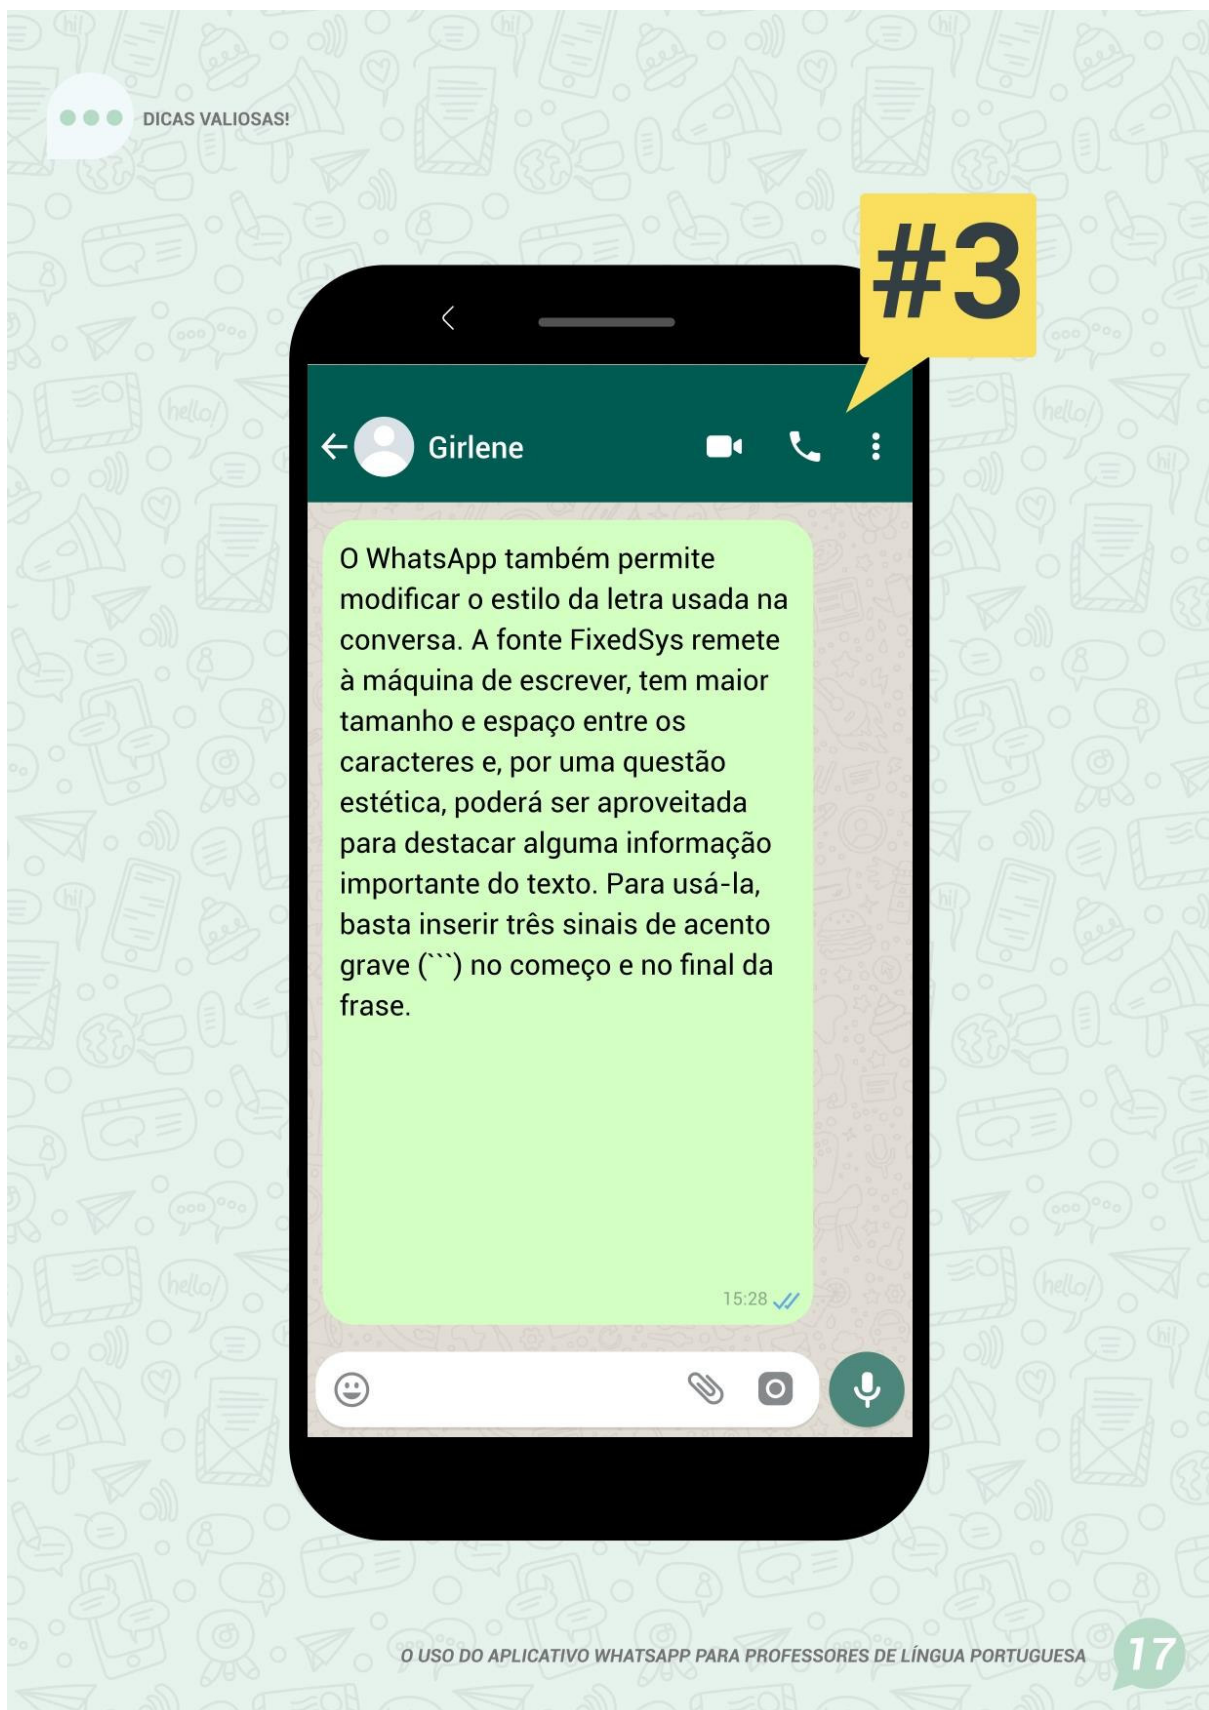 DICAS VALIOSAS!
#3
Girlene
O WhatsApp também permite
modificar o estilo da letra usada na
conversa. A fonte FixedSys remete
à máquina de escrever, tem maior
tamanho e espaço entre os
caracteres e, por uma questão
estética, poderá ser aproveitada
para destacar alguma informação
importante do texto. Para usá-la,
basta inserir três sinais de acento
grave (```) no começo e no final da
frase.
15:28
O USO DO APLICATIVO WHATSAPP PARA PROFESSORES DE LÍNGUA PORTUGUESA
17